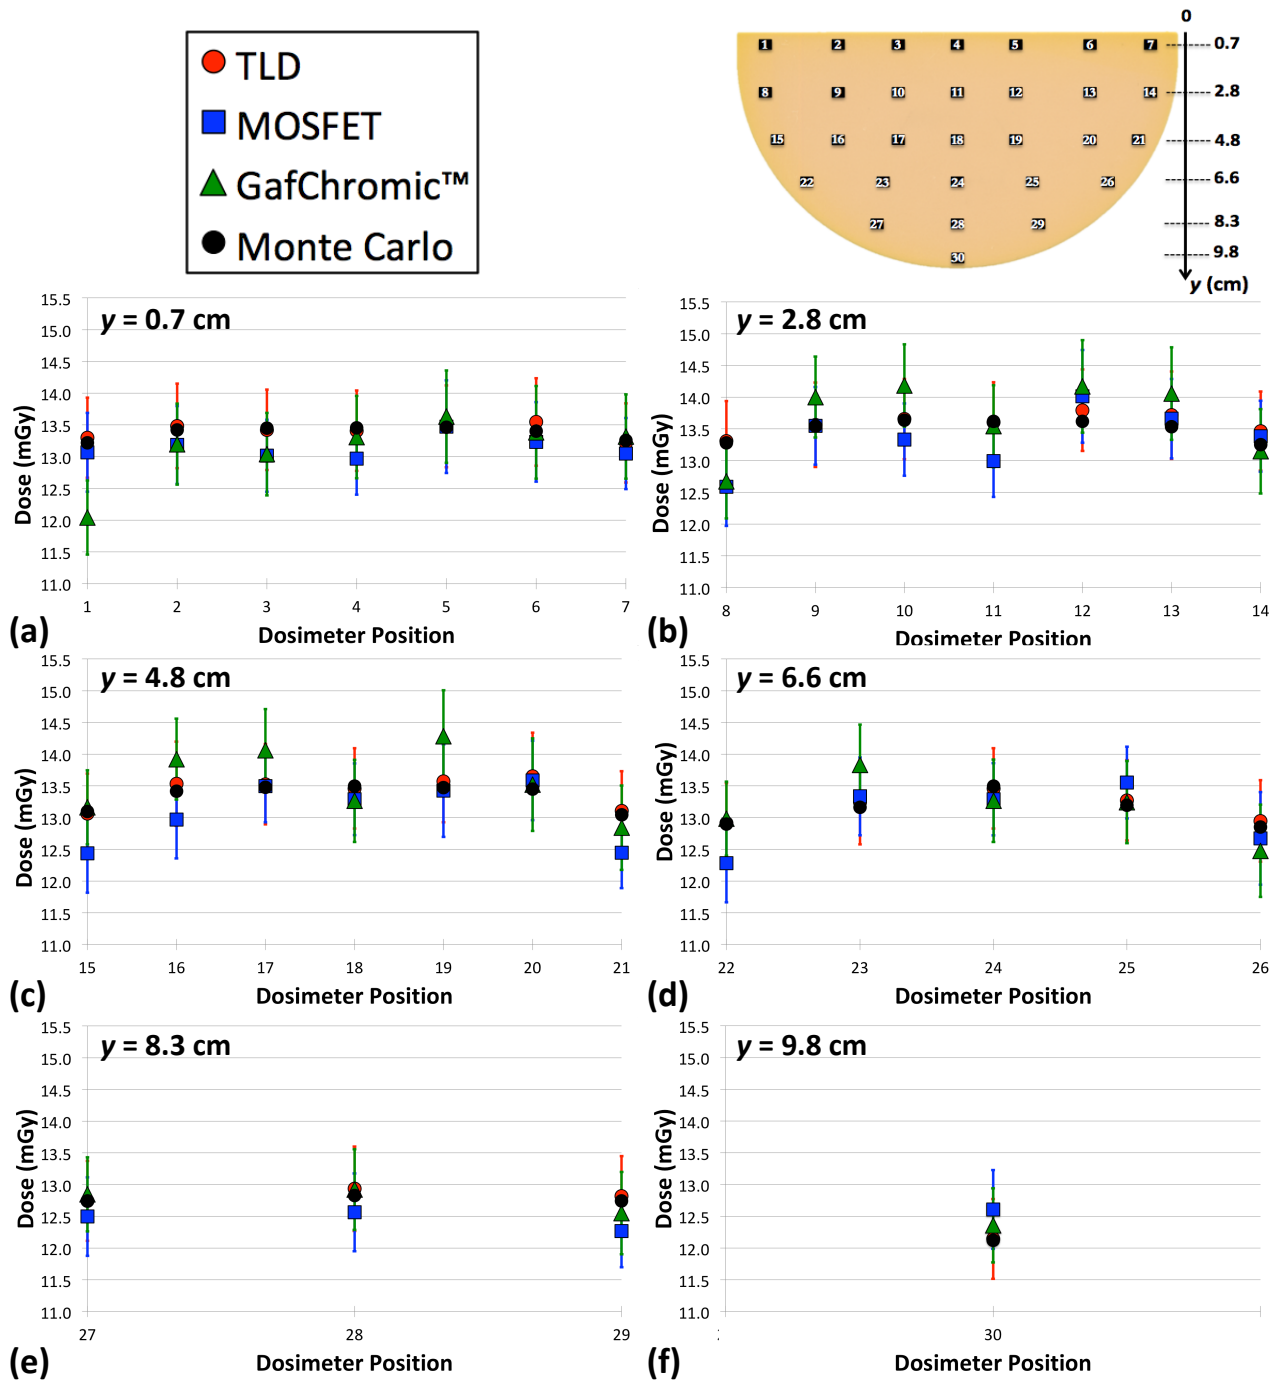 TLD
MOSFET
GafChromic™
Monte Carlo
0
1 2 3 4 5 6 7 0.7
8 9 10 11 12 13 14 2.8
15 16 17 18 19 20 21 4.8
22 23 24 25 26 6.6
27 28 29 8.3
30 9.8
y (cm)
y = 0.7 cm
Dose (mGy)
15.5
15.0
14.5
14.0
13.5
13.0
12.5
12.0
11.5
11.0
1 2 3 4 5 6 7
Dosimeter Position
(a)
y = 2.8 cm
Dose (mGy)
15.5
15.0
14.5
14.0
13.5
13.0
12.5
12.0
11.5
11.0
8 9 10 11 12 13 14
Dosimeter Position
(b)
y = 4.8 cm
Dose (mGy)
15.5
15.0
14.5
14.0
13.5
13.0
12.5
12.0
11.5
11.0
15 16 17 18 19 20 21
Dosimeter Position
(c)
y = 6.6 cm
Dose (mGy)
15.5
15.0
14.5
14.0
13.5
13.0
12.5
12.0
11.5
11.0
22 23 24 25 26
Dosimeter Position
(d)
y = 8.3 cm
Dose (mGy)
15.5
15.0
14.5
14.0
13.5
13.0
12.5
12.0
11.5
11.0
27 28 29
Dosimeter Position
(e)
y = 9.8 cm
Dose (mGy)
15.5
15.0
14.5
14.0
13.5
13.0
12.5
12.0
11.5
11.0
30
Dosimeter Position
(f)